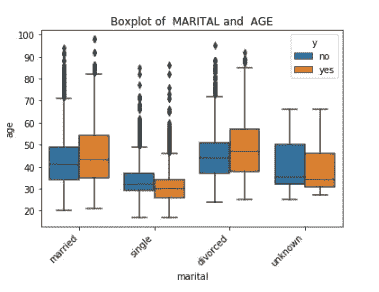 Boxplot of MARITAL and AGE
y
no
yes
100
90
80
70
60
50
40
30
20
age
married
single
divorced
unknown
marital